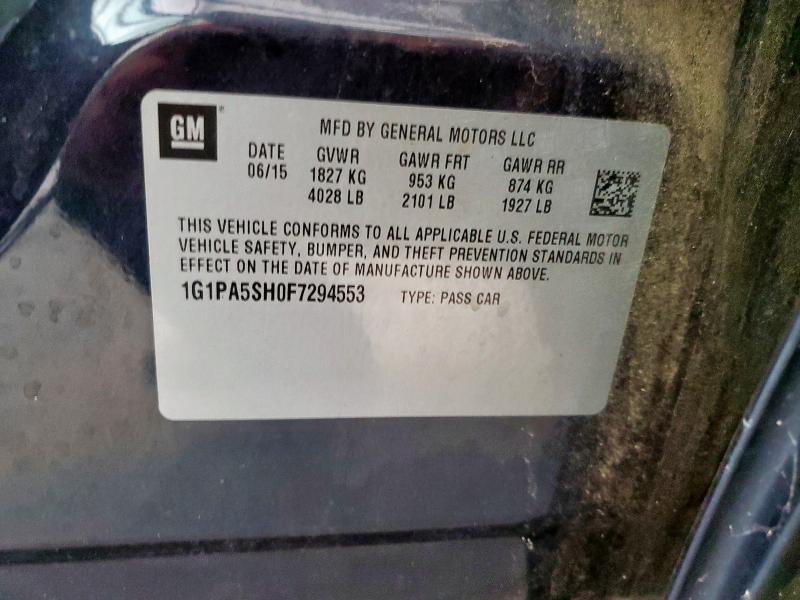 GM
MFD BY GENERAL MOTORS LLC
DATE GVWR GAWR FRT GAWR RR
06/15 1827 KG 953 KG 874 KG
4028 LB 2101 LB 1927 LB
THIS VEHICLE CONFORMS TO ALL APPLICABLE U.S. FEDERAL MOTOR
VEHICLE SAFETY, BUMPER, AND THEFT PREVENTION STANDARDS IN
EFFECT ON THE DATE OF MANUFACTURE SHOWN ABOVE.
1G1PA5SH0F7294553 TYPE: PASS CAR